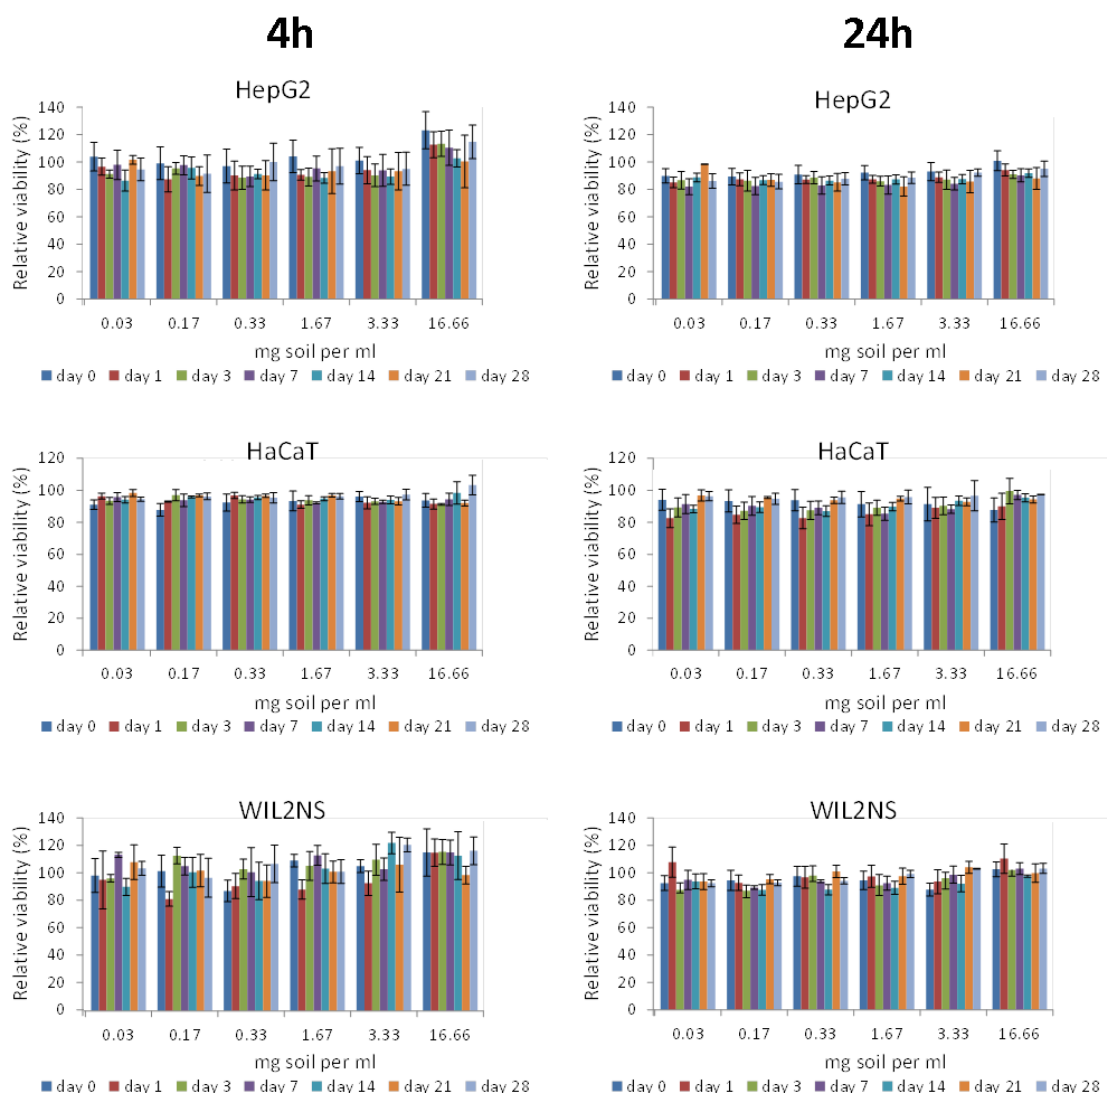 4h
24h
HepG2
Relative viability (%)
140
120
100
80
60
40
20
0
0.03 0.17 0.33 1.67 3.33 16.66
mg soil per ml
day 0 day 1 day 3 day 7 day 14 day 21 day 28
HepG2
Relative viability (%)
140
120
100
80
60
40
20
0
0.03 0.17 0.33 1.67 3.33 16.66
mg soil per ml
day 0 day 1 day 3 day 7 day 14 day 21 day 28
HaCaT
Relative viability (%)
120
100
80
60
40
20
0
0.03 0.17 0.33 1.67 3.33 16.66
mg soil per ml
day 0 day 1 day 3 day 7 day 14 day 21 day 28
HaCaT
Relative viability (%)
120
100
80
60
40
20
0
0.03 0.17 0.33 1.67 3.33 16.66
mg soil per ml
day 0 day 1 day 3 day 7 day 14 day 21 day 28
WIL2NS
Relative viability (%)
140
120
100
80
60
40
20
0
0.03 0.17 0.33 1.67 3.33 16.66
mg soil per ml
day 0 day 1 day 3 day 7 day 14 day 21 day 28
WIL2NS
Relative viability (%)
140
120
100
80
60
40
20
0
0.03 0.17 0.33 1.67 3.33 16.66
mg soil per ml
day 0 day 1 day 3 day 7 day 14 day 21 day 28